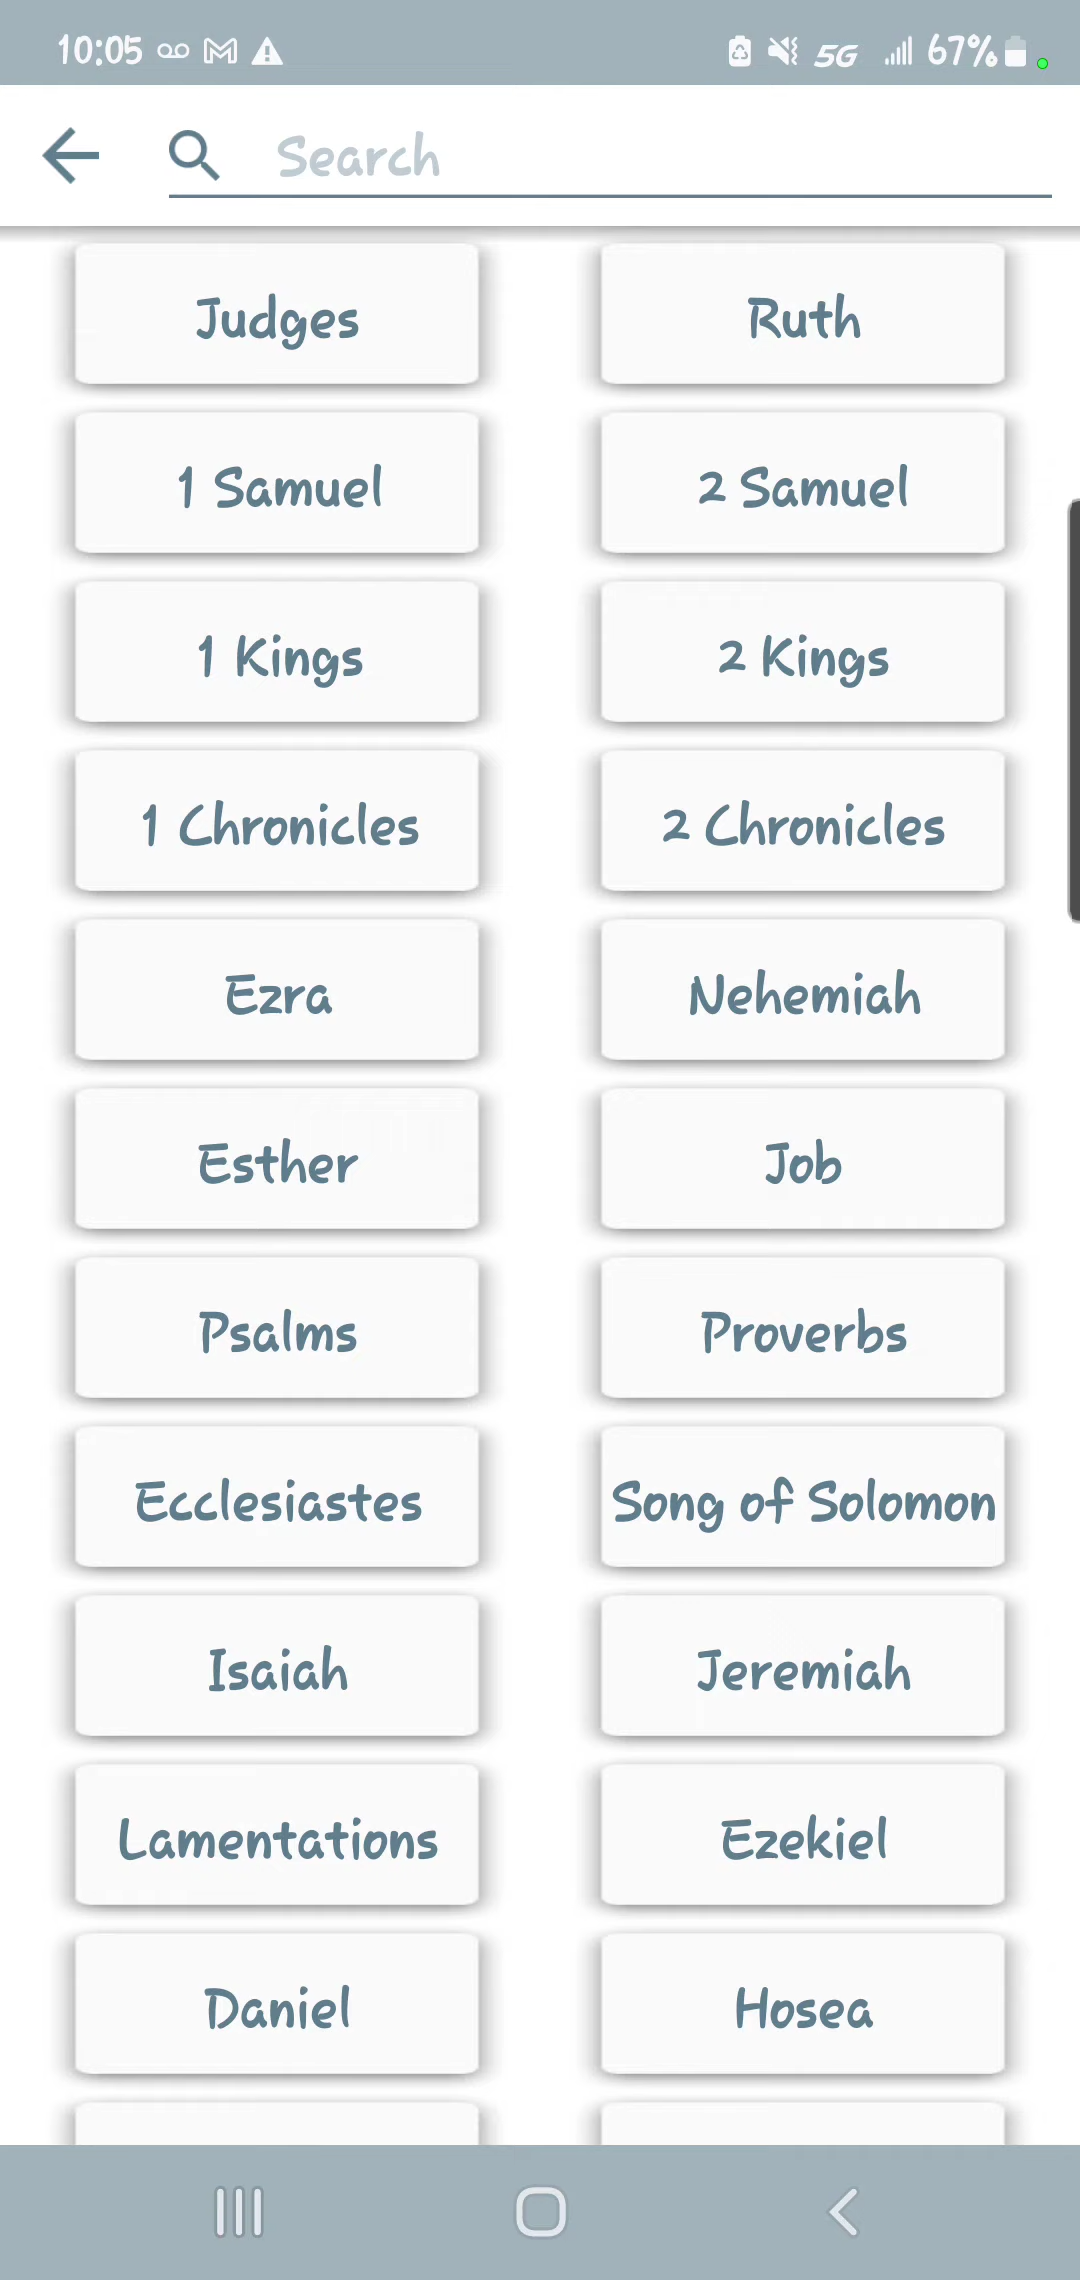 10:05 5G 67%
Search
Judges Ruth
1 Samuel 2 Samuel
1 Kings 2 Kings
1 Chronicles 2 Chronicles
Ezra Nehemiah
Esther Job
Psalms Proverbs
Ecclesiastes Song of Solomon
Isaiah Jeremiah
Lamentations Ezekiel
Daniel Hosea